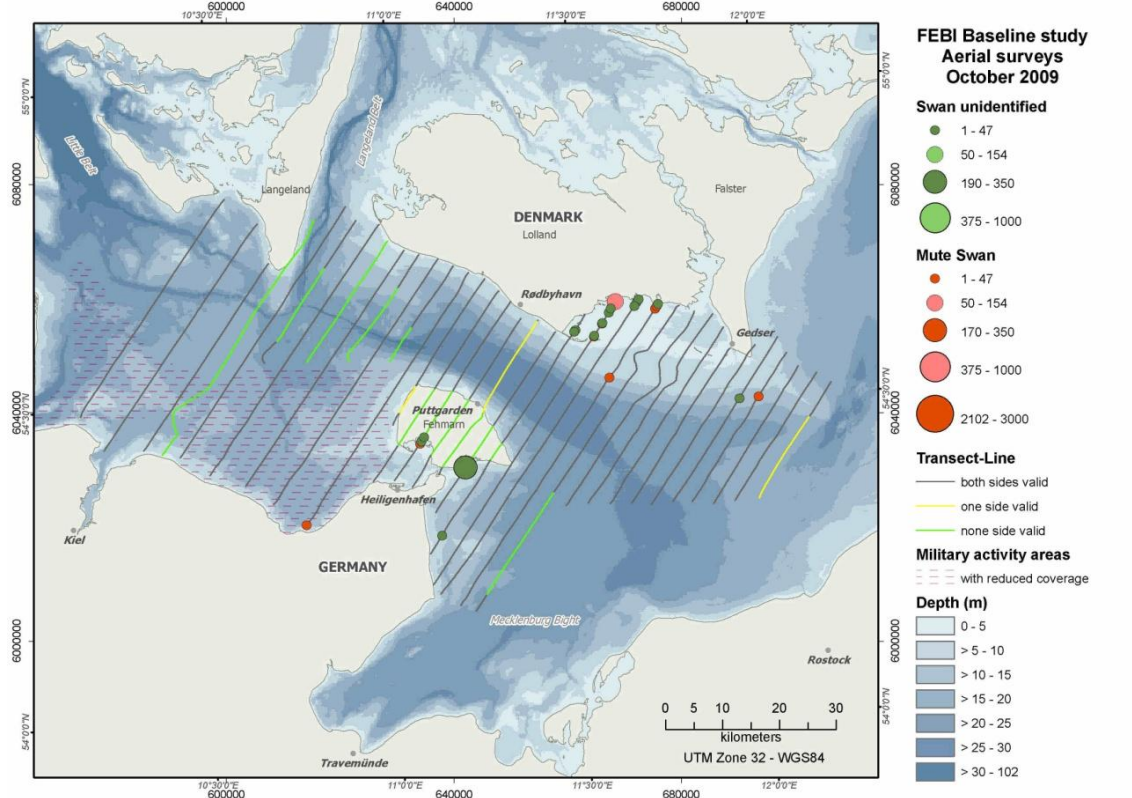 600000
640000
680000
10°30'0"E
11°0'0"E
11°30'0"E
12°0'0"E
55°0'0"N
55°0'0"N
Little Belt
Langeland Belt
6080000
6080000
Langeland
DENMARK
Lolland
Falster
Rødbyhavn
Gedser
54°30'0"N
54°30'0"N
6040000
6040000
Puttgarden
Fehmarn
Heiligenhafen
Kiel
GERMANY
Mecklenburg Bight
6000000
6000000
Rostock
54°0'0"N
54°0'0"N
Travemünde
0 5 10 20 30
kilometers
UTM Zone 32 - WGS84
10°30'0"E
11°0'0"E
11°30'0"E
12°0'0"E
600000
640000
680000
FEBI Baseline study
Aerial surveys
October 2009
Swan unidentified
1 - 47
50 - 154
190 - 350
375 - 1000
Mute Swan
1 - 47
50 - 154
170 - 350
375 - 1000
2102 - 3000
Transect-Line
both sides valid
one side valid
none side valid
Military activity areas
with reduced coverage
Depth (m)
0 - 5
> 5 - 10
> 10 - 15
> 15 - 20
> 20 - 25
> 25 - 30
> 30 - 102